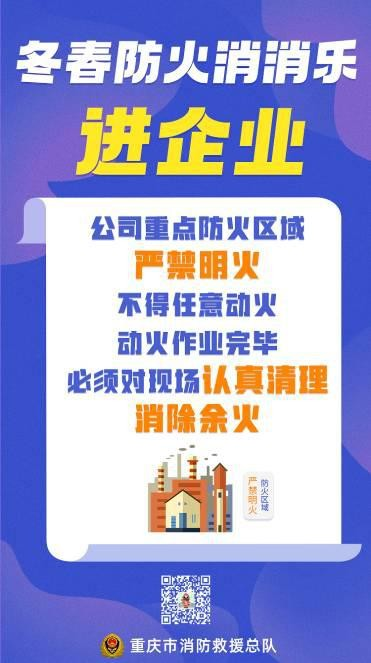 冬春防火消消乐
进企业
公司重点防火区域
严禁明火
不得任意动火
动火作业完毕
必须对现场认真清理
消除余火
防火区域
严禁明火
重庆市消防救援总队